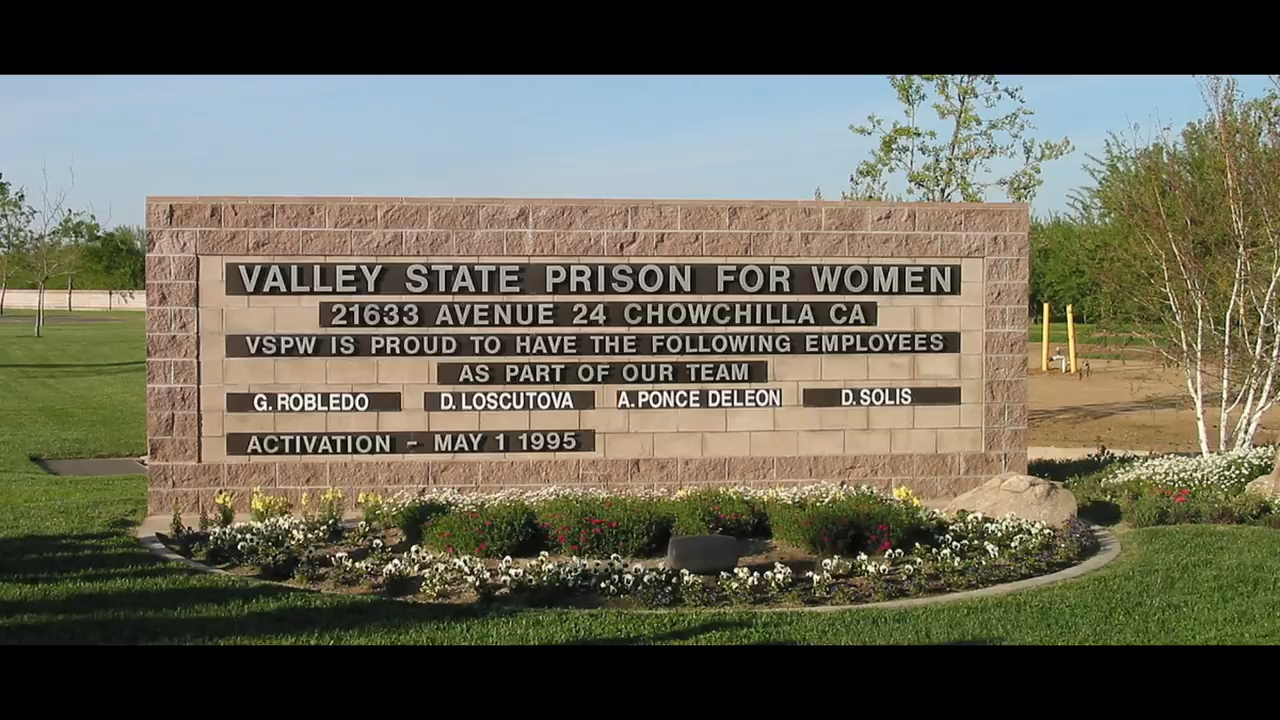 VALLEY STATE PRISON FOR WOMEN
21633 AVENUE 24 CHOWCHILLA CA
VSPW IS PROUD TO HAVE THE FOLLOWING EMPLOYEES
AS PART OF OUR TEAM
G. ROBLEDO D. LOSCUTOVA A. PONCE DELEON D. SOLIS
ACTIVATION - MAY 1 1995